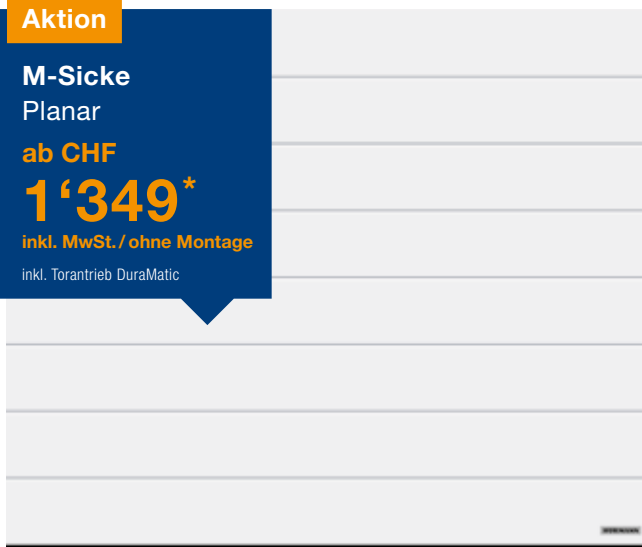 Aktion
M-Sicke
Planar
ab CHF
1‘349*
inkl. MwSt. / ohne Montage
inkl. Torantrieb DuraMatic